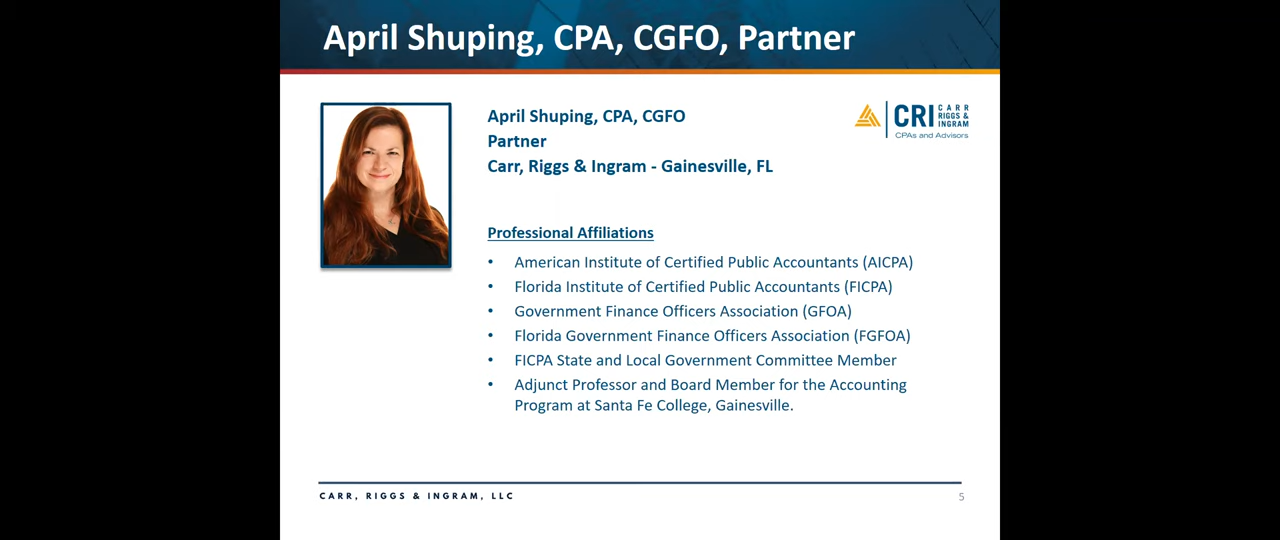 April Shuping, CPA, CGFO, Partner
April Shuping, CPA, CGFO
Partner
Carr, Riggs & Ingram - Gainesville, FL
CRI
CARR
RIGGS &
INGRAM
CPAs and Advisors
Professional Affiliations
• American Institute of Certified Public Accountants (AICPA)
• Florida Institute of Certified Public Accountants (FICPA)
• Government Finance Officers Association (GFOA)
• Florida Government Finance Officers Association (FGFOA)
• FICPA State and Local Government Committee Member
• Adjunct Professor and Board Member for the Accounting
Program at Santa Fe College, Gainesville.
CARR, RIGGS & INGRAM, LLC
5